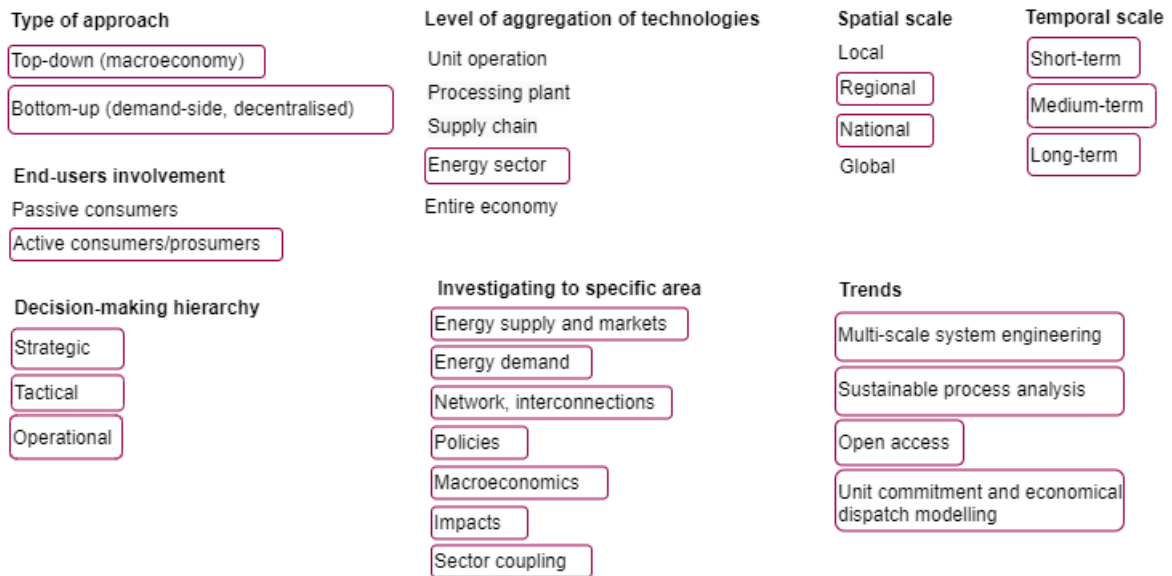 Type of approach
Top-down (macroeconomy)
Bottom-up (demand-side, decentralised)
End-users involvement
Passive consumers
Active consumers/prosumers
Decision-making hierarchy
Strategic
Tactical
Operational
Level of aggregation of technologies
Unit operation
Processing plant
Supply chain
Energy sector
Entire economy
Investigating to specific area
Energy supply and markets
Energy demand
Network, interconnections
Policies
Macroeconomics
Impacts
Sector coupling
Spatial scale
Local
Regional
National
Global
Temporal scale
Short-term
Medium-term
Long-term
Trends
Multi-scale system engineering
Sustainable process analysis
Open access
Unit commitment and economical
dispatch modelling